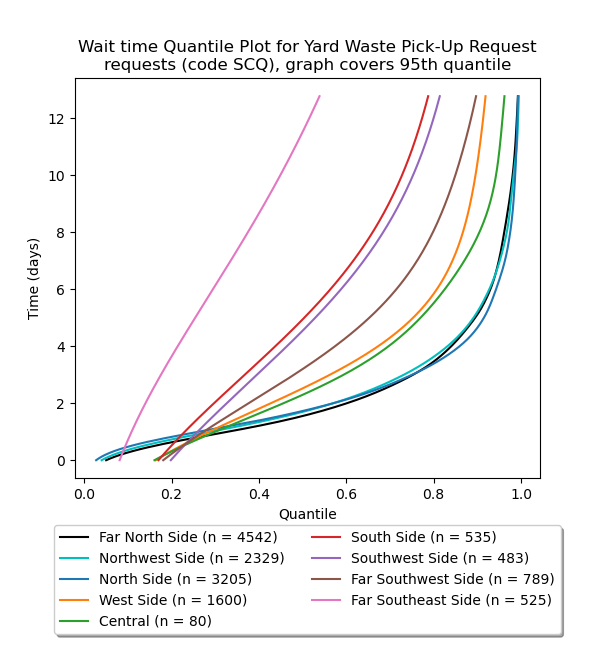 Wait time Quantile Plot for Yard Waste Pick-Up Request
requests (code SCQ), graph covers 95th quantile
Time (days)
12
10
8
6
4
2
0
0.0 0.2 0.4 0.6 0.8 1.0
Quantile
Far North Side (n = 4542)
Northwest Side (n = 2329)
North Side (n = 3205)
West Side (n = 1600)
Central (n = 80)
South Side (n = 535)
Southwest Side (n = 483)
Far Southwest Side (n = 789)
Far Southeast Side (n = 525)